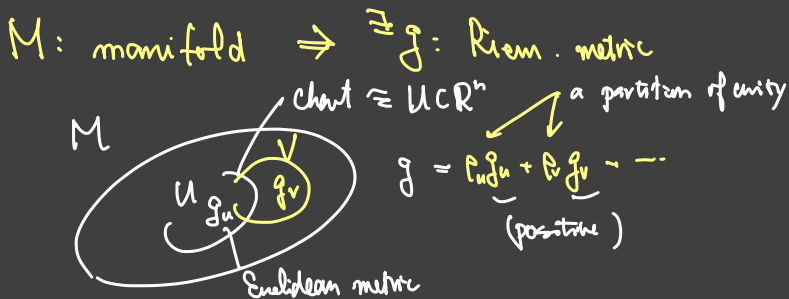 M: manifold ⇒ ∃g: Riem. metric
chart ≅ U⊂Rⁿ
a partition of unity
M
V
U
g_u
g_v
g = ρ_u g_u + ρ_v g_v + ...
(positive)
Euclidean metric